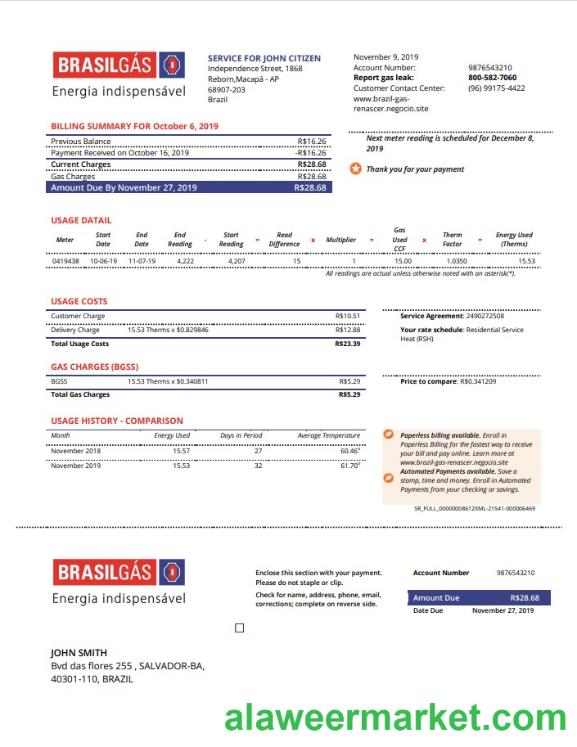 BRASILGÁS
Energia indispensável
SERVICE FOR JOHN CITIZEN
Independence Street, 1868
Reborn,Macapá - AP
68907-203
Brazil
November 9, 2019
Account Number: 9876543210
Report gas leak: 800-582-7060
Customer Contact Center: (96) 99175-4422
www.brazil-gas-
renascer.negocio.site
BILLING SUMMARY FOR October 6, 2019
Previous Balance R$16.26
Payment Received on October 16, 2019 -R$16.26
Current Charges R$28.68
Gas Charges R$28.68
Amount Due By November 27, 2019 R$28.68
Next meter reading is scheduled for December 8,
2019
Thank you for your payment
USAGE DATAIL
Meter Start Date End Date End Reading - Start Reading = Read Difference x Multiplier = Gas Used CCF x Therm Factor = Energy Used (Therms)
0419438 10-06-19 11-07-19 4,222 4,207 15 1 15.00 1.0350 15.53
All readings are actual unless otherwise noted with an asterisk(*).
USAGE COSTS
Customer Charge R$10.51
Delivery Charge 15.53 Therms x $0.829846 R$12.88
Total Usage Costs R$23.39
Service Agreement: 2490272508
Your rate schedule: Residential Service
Heat (RSH)
GAS CHARGES (BGSS)
BGSS 15.53 Therms x $0.340811 R$5.29
Total Gas Charges R$5.29
Price to compare: R$0.341209
USAGE HISTORY - COMPARISON
Month Energy Used Days in Period Average Temperature
November 2018 15.57 27 60.46°
November 2019 15.53 32 61.70°
Paperless billing available. Enroll in
Paperless Billing for the fastest way to receive
your bill and pay online. Learn more at
www.brazil-gas-renascer.negocio.site
Automated Payments available. Save a
stamp, time and money. Enroll in Automated
Payments from your checking or savings.
BRASILGÁS
Energia indispensável
Enclose this section with your payment.
Please do not staple or clip.
Check for name, address, phone, email,
corrections; complete on reverse side.
Account Number 9876543210
Amount Due R$28.68
Date Due November 27, 2019
JOHN SMITH
Bvd das flores 255 , SALVADOR-BA,
40301-110, BRAZIL
alaweermarket.com